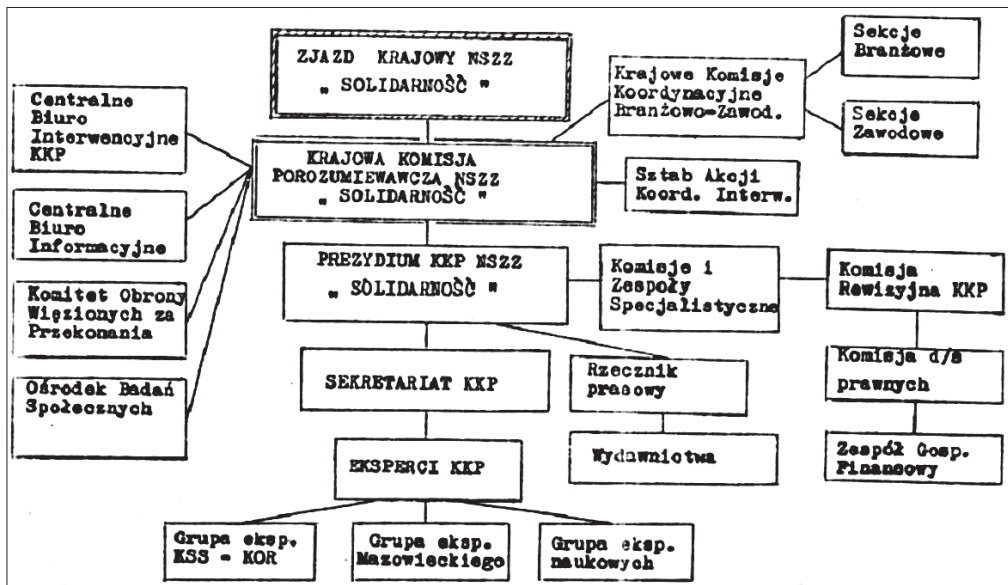 ZJAZD KRAJOWY NSZZ
„ SOLIDARNOŚĆ "
Krajowe Komisje
Koordynacyjne
Branżowo-Zawod.
Sekcje
Branżowe
Sekcje
Zawodowe
Centralne
Biuro
Interwencyjne
KKP
KRAJOWA KOMISJA
POROZUMIEWAWCZA NSZZ
„ SOLIDARNOŚĆ "
Sztab Akcji
Koord. Interw.
Centralne
Biuro
Informacyjne
PREZYDIUM KKP NSZZ
„ SOLIDARNOŚĆ "
Komisje i
Zespoły
Specjalistyczne
Komisja
Rewizyjna KKP
Komitet Obrony
Więzionych za
Przekonania
SEKRETARIAT KKP
Rzecznik
prasowy
Komisja d/s
prawnych
Ośrodek Badań
Społecznych
EKSPERCI KKP
Wydawnictwa
Zespół Gosp.
Finansowy
Grupa eksp.
KSS - KOR
Grupa eksp.
Mazowieckiego
Grupa eksp.
naukowych